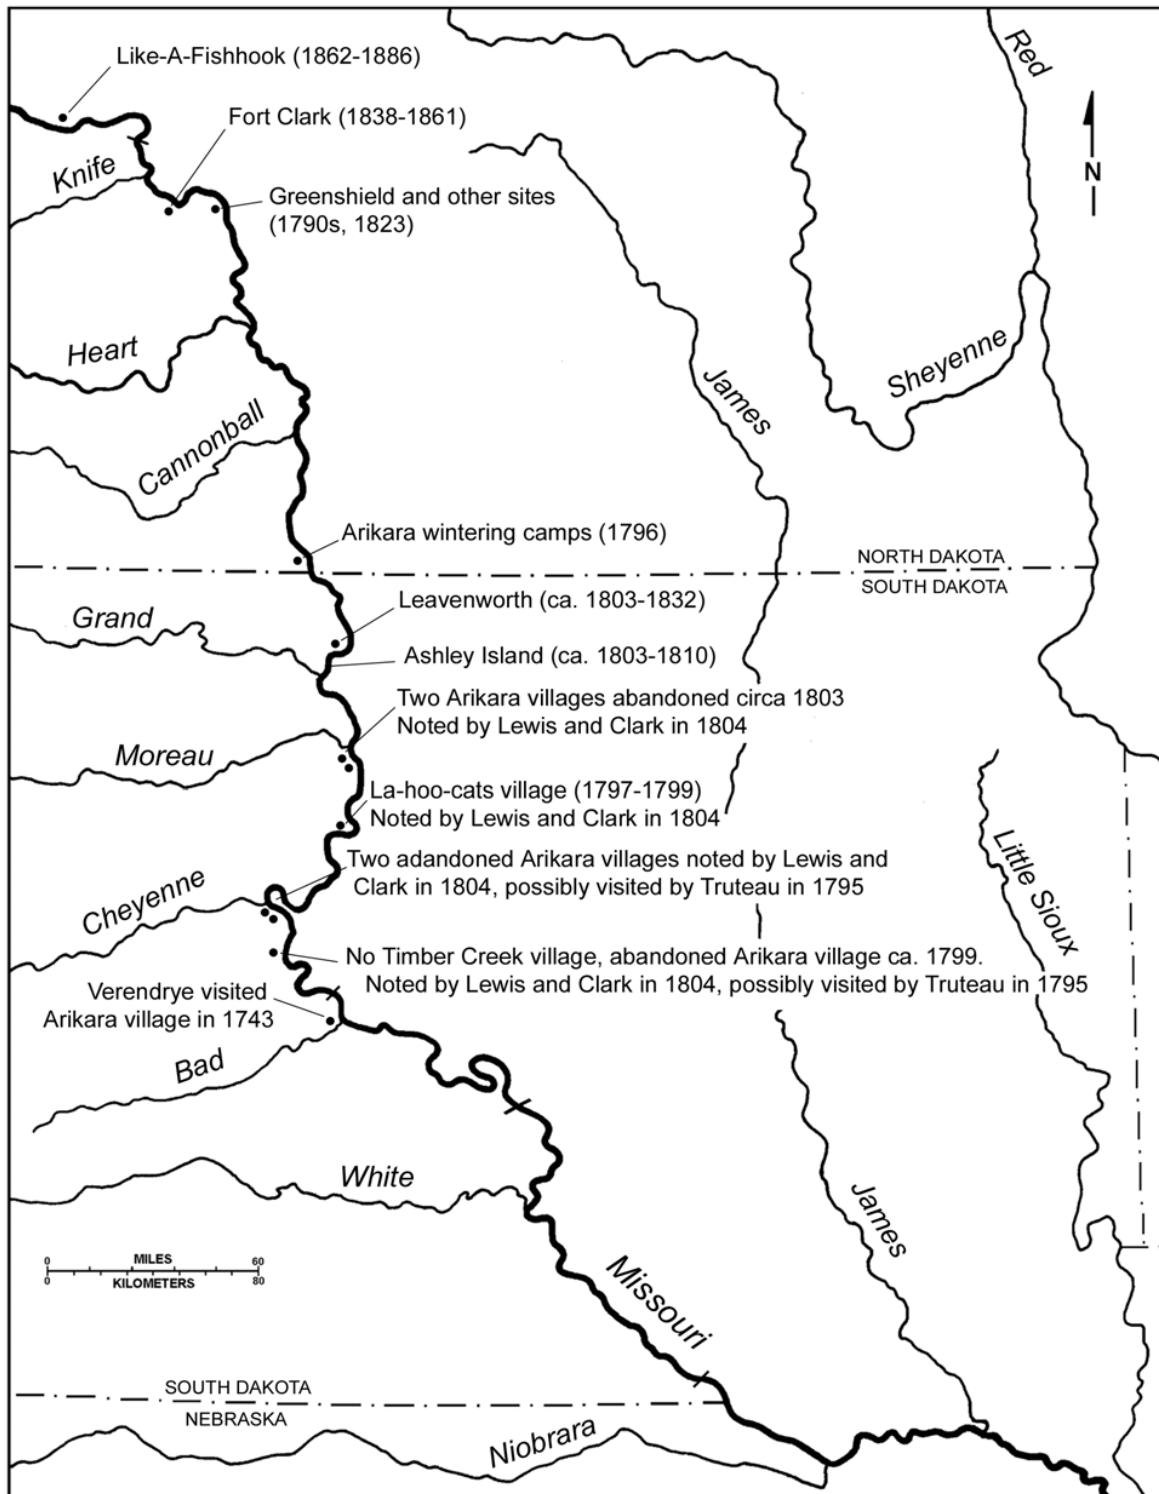 Like-A-Fishhook (1862-1886)
Red
Fort Clark (1838-1861)
Knife
N
Greenshield and other sites
(1790s, 1823)
Heart
Sheyenne
James
Cannonball
Arikara wintering camps (1796)
NORTH DAKOTA
SOUTH DAKOTA
Leavenworth (ca. 1803-1832)
Grand
Ashley Island (ca. 1803-1810)
Two Arikara villages abandoned circa 1803
Noted by Lewis and Clark in 1804
Moreau
La-hoo-cats village (1797-1799)
Noted by Lewis and Clark in 1804
Two adandoned Arikara villages noted by Lewis and
Clark in 1804, possibly visited by Truteau in 1795
Cheyenne
Little Sioux
No Timber Creek village, abandoned Arikara village ca. 1799.
Noted by Lewis and Clark in 1804, possibly visited by Truteau in 1795
Verendrye visited
Arikara village in 1743
Bad
White
James
0 MILES 60
0 KILOMETERS 80
Missouri
SOUTH DAKOTA
NEBRASKA
Niobrara